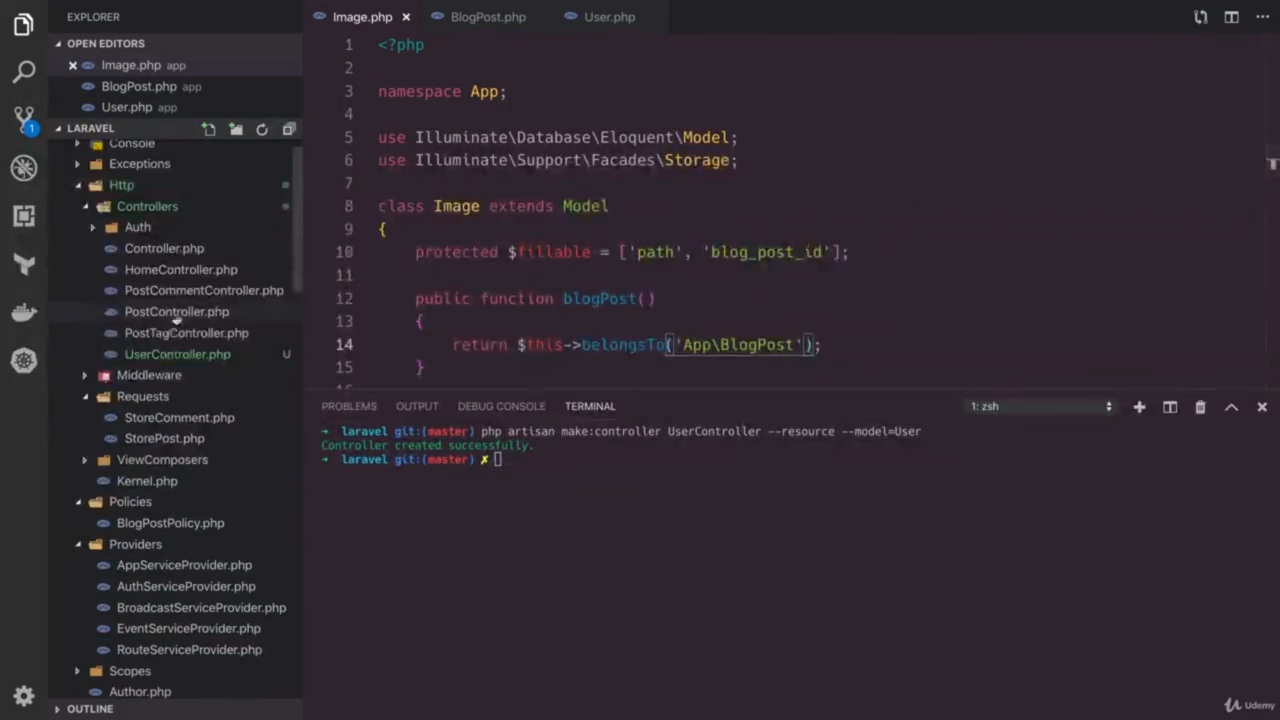 EXPLORER
OPEN EDITORS
Image.php app
BlogPost.php app
User.php app
LARAVEL
Console
Exceptions
Http
Controllers
Auth
Controller.php
HomeController.php
PostCommentController.php
PostController.php
PostTagController.php
UserController.php U
Middleware
Requests
StoreComment.php
StorePost.php
ViewComposers
Kernel.php
Policies
BlogPostPolicy.php
Providers
AppServiceProvider.php
AuthServiceProvider.php
BroadcastServiceProvider.php
EventServiceProvider.php
RouteServiceProvider.php
Scopes
Author.php
OUTLINE
1
Image.php BlogPost.php User.php
1 <?php
2
3 namespace App;
4
5 use Illuminate\Database\Eloquent\Model;
6 use Illuminate\Support\Facades\Storage;
7
8 class Image extends Model
9 {
10 protected $fillable = ['path', 'blog_post_id'];
11
12 public function blogPost()
13 {
14 return $this->belongsTo('App\BlogPost');
15 }
PROBLEMS OUTPUT DEBUG CONSOLE TERMINAL 1: zsh
→ laravel git:(master) php artisan make:controller UserController --resource --model=User
Controller created successfully.
→ laravel git:(master) ✗
Udemy